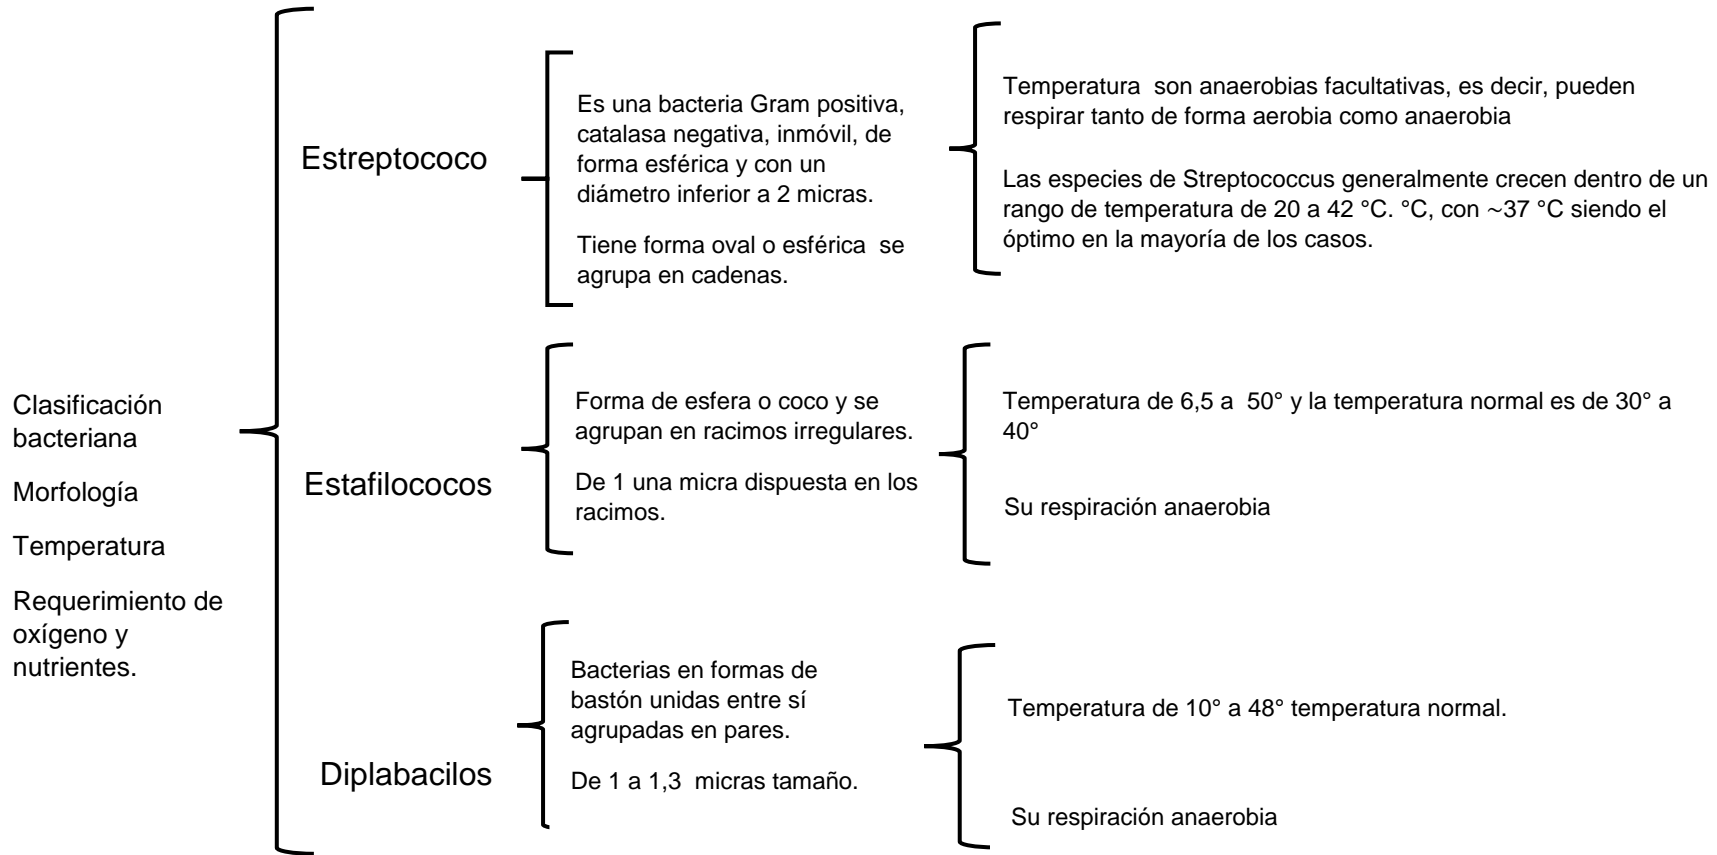 Clasificación
bacteriana
Morfología
Temperatura
Requerimiento de
oxígeno y
nutrientes.
Estreptococo
Es una bacteria Gram positiva,
catalasa negativa, inmóvil, de
forma esférica y con un
diámetro inferior a 2 micras.
Tiene forma oval o esférica  se
agrupa en cadenas.
Temperatura  son anaerobias facultativas, es decir, pueden
respirar tanto de forma aerobia como anaerobia
Las especies de Streptococcus generalmente crecen dentro de un
rango de temperatura de 20 a 42 °C. °C, con ~37 °C siendo el
óptimo en la mayoría de los casos.
Estafilococos
Forma de esfera o coco y se
agrupan en racimos irregulares.
De 1 una micra dispuesta en los
racimos.
Temperatura de 6,5 a  50° y la temperatura normal es de 30° a
40°
Su respiración anaerobia
Diplabacilos
Bacterias en formas de
bastón unidas entre sí
agrupadas en pares.
De 1 a 1,3  micras tamaño.
Temperatura de 10° a 48° temperatura normal.
Su respiración anaerobia